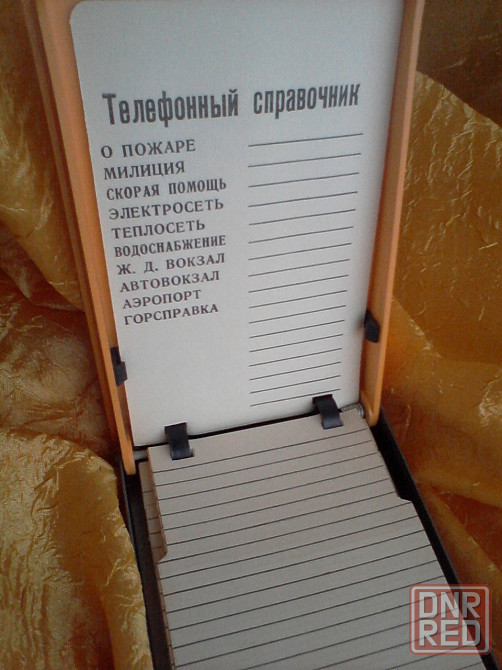 Телефонный справочник
О ПОЖАРЕ
МИЛИЦИЯ
СКОРАЯ ПОМОЩЬ
ЭЛЕКТРОСЕТЬ
ТЕПЛОСЕТЬ
ВОДОСНАБЖЕНИЕ
Ж. Д. ВОКЗАЛ
АВТОВОКЗАЛ
АЭРОПОРТ
ГОРСПРАВКА
DNR
RED